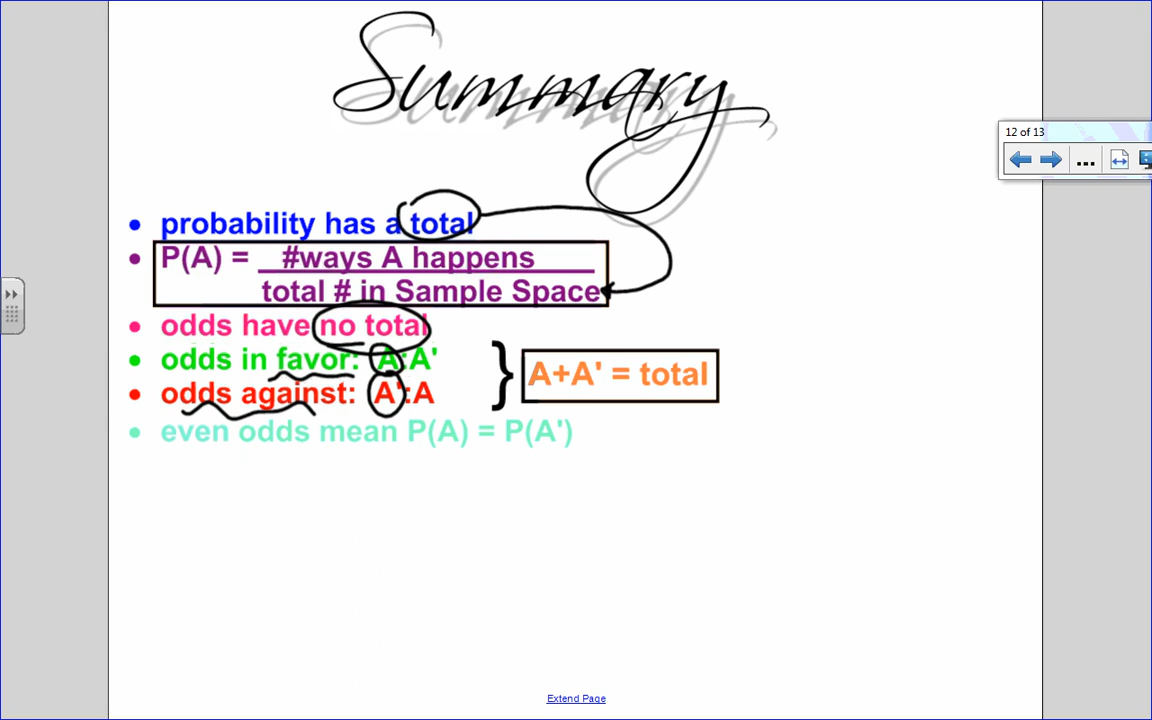 Summary
12 of 13
• probability has a total
• P(A) = #ways A happens
total # in Sample Space
• odds have no total
• odds in favor: A:A'
• odds against: A':A
} A+A' = total
• even odds mean P(A) = P(A')
Extend Page